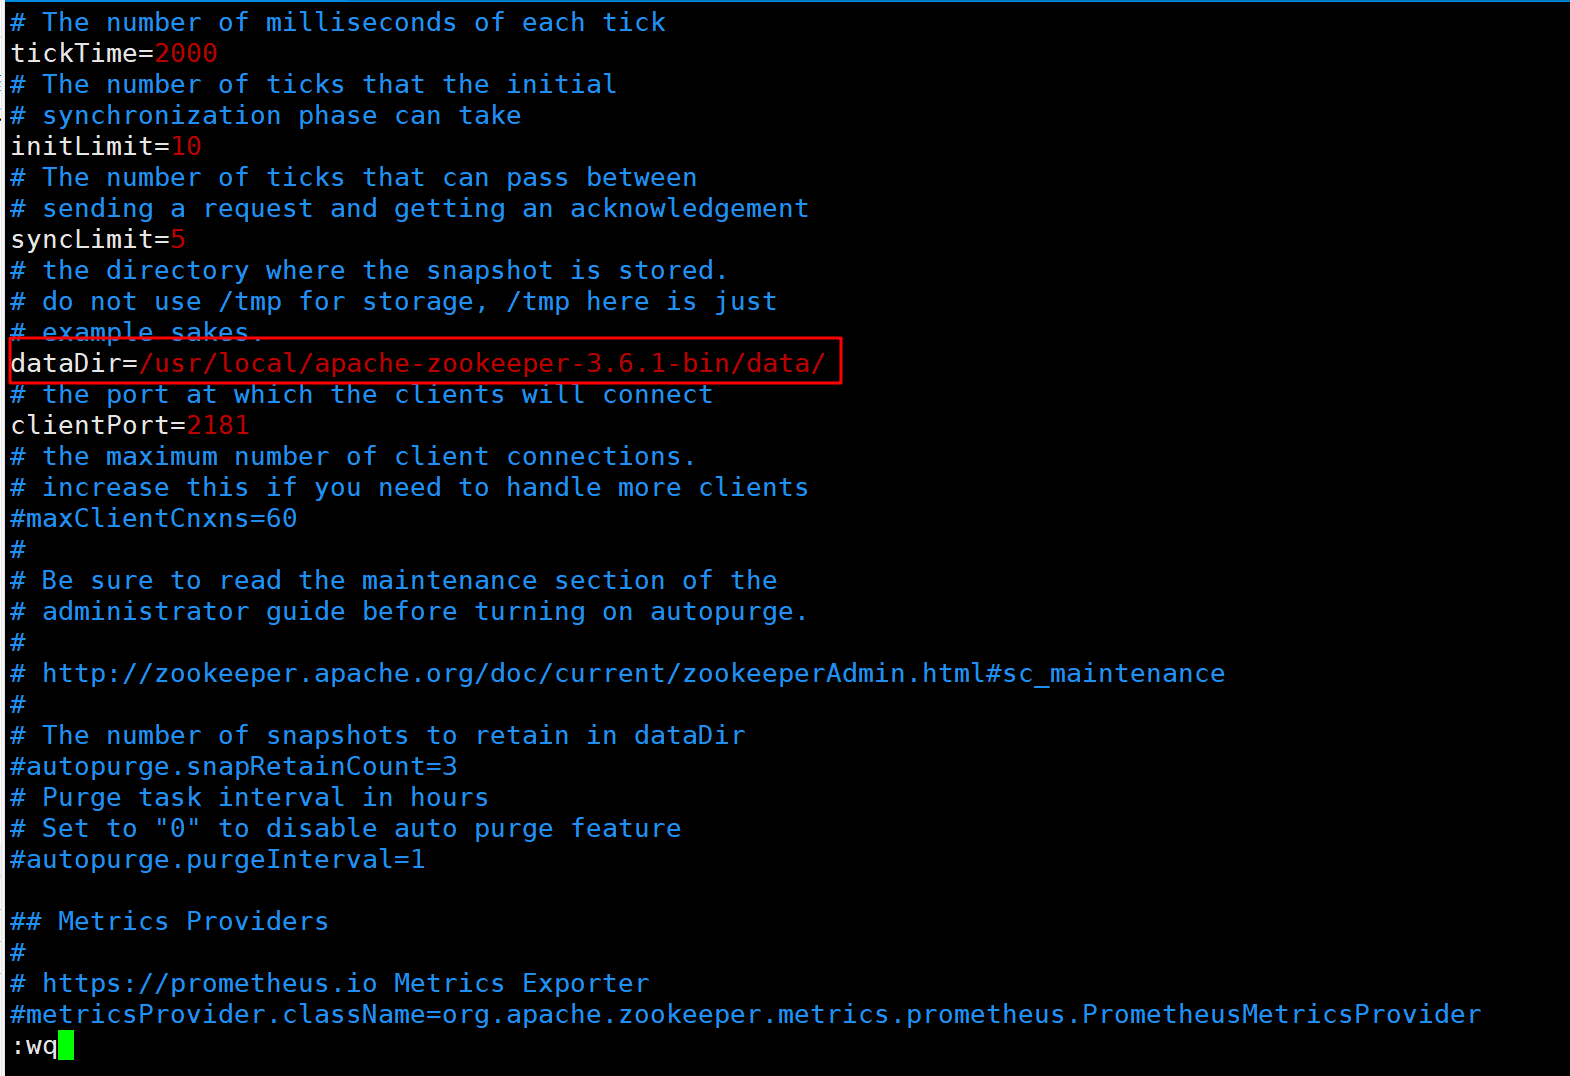 # The number of milliseconds of each tick
tickTime=2000
# The number of ticks that the initial
# synchronization phase can take
initLimit=10
# The number of ticks that can pass between
# sending a request and getting an acknowledgement
syncLimit=5
# the directory where the snapshot is stored.
# do not use /tmp for storage, /tmp here is just
# example sakes.
dataDir=/usr/local/apache-zookeeper-3.6.1-bin/data/
# the port at which the clients will connect
clientPort=2181
# the maximum number of client connections.
# increase this if you need to handle more clients
#maxClientCnxns=60
#
# Be sure to read the maintenance section of the
# administrator guide before turning on autopurge.
#
# http://zookeeper.apache.org/doc/current/zookeeperAdmin.html#sc_maintenance
#
# The number of snapshots to retain in dataDir
#autopurge.snapRetainCount=3
# Purge task interval in hours
# Set to "0" to disable auto purge feature
#autopurge.purgeInterval=1
## Metrics Providers
#
# https://prometheus.io Metrics Exporter
#metricsProvider.className=org.apache.zookeeper.metrics.prometheus.PrometheusMetricsProvider
:wq